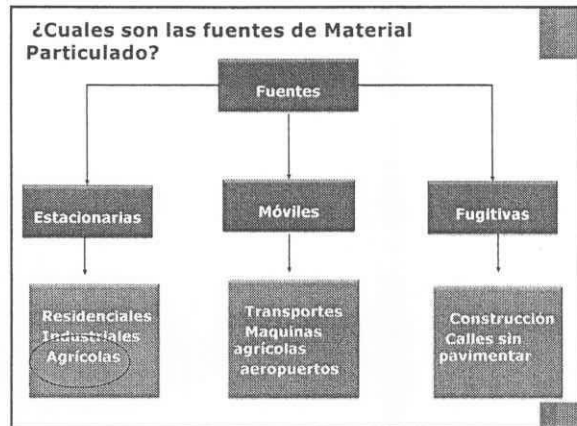 ¿Cuales son las fuentes de Material
Particulado?
Fuentes
Estacionarias
Móviles
Fugitivas
Residenciales
Industriales
Agrícolas
Transportes
Maquinas
agrícolas
aeropuertos
Construcción
Calles sin
pavimentar